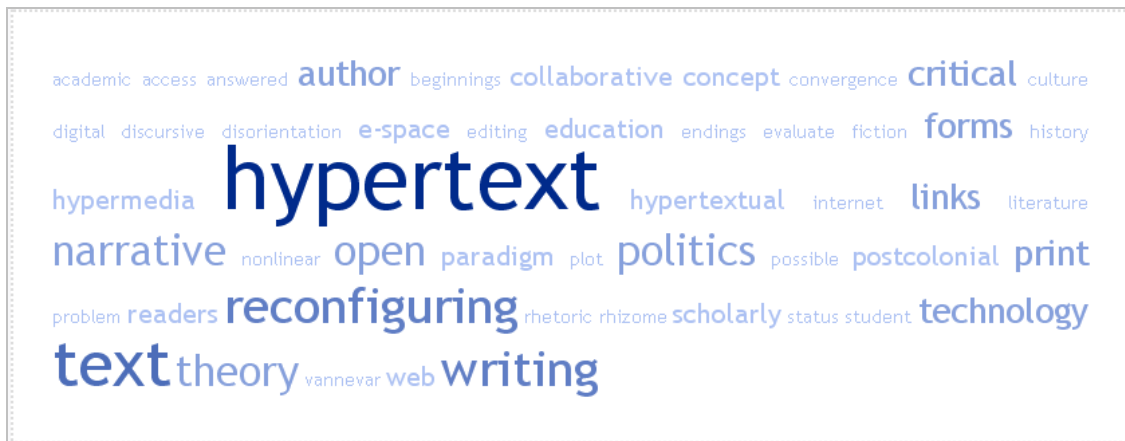 academic access answered author beginnings collaborative concept convergence critical culture
digital discursive disorientation e-space editing education endings evaluate fiction forms history
hypermedia hypertext hypertextual internet links literature
narrative nonlinear open paradigm plot politics possible postcolonial print
problem readers reconfiguring rhetoric rhizome scholarly status student technology
text theory vannevar web writing